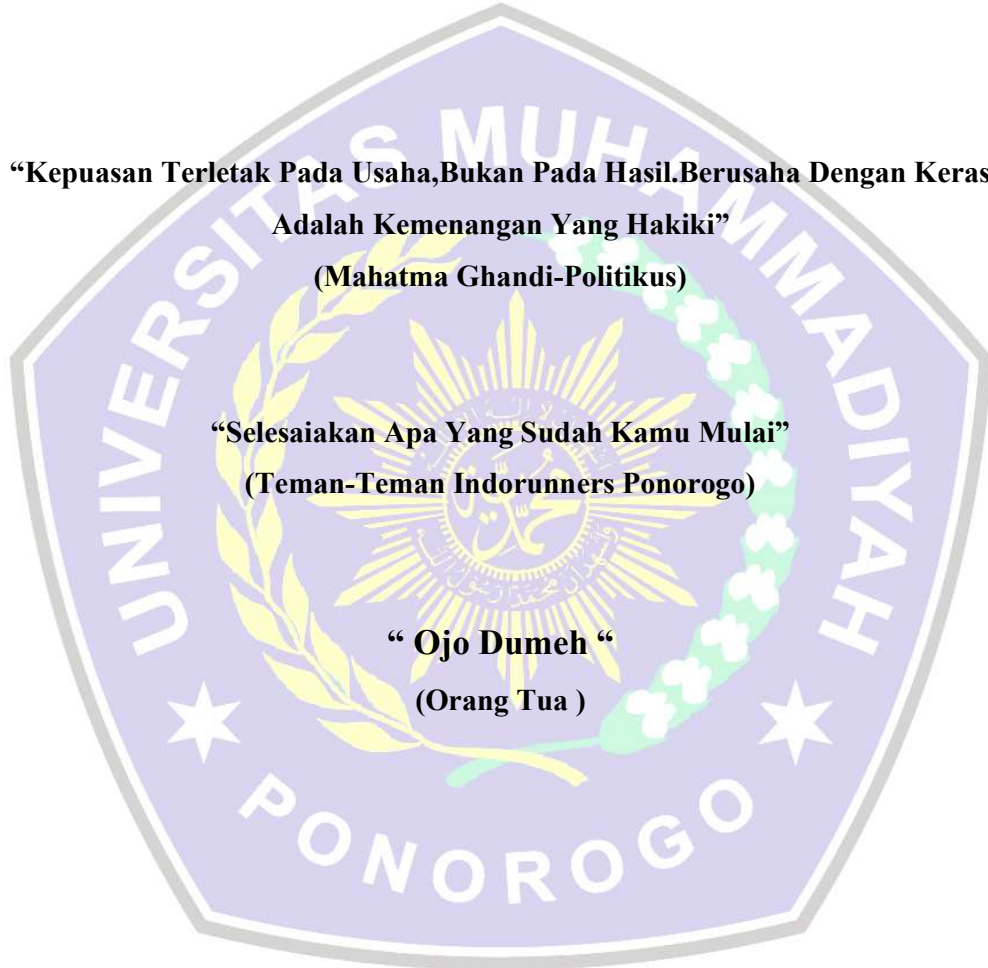 “Kepuasan Terletak Pada Usaha,Bukan Pada Hasil.Berusaha Dengan Keras
Adalah Kemenangan Yang Hakiki”
(Mahatma Ghandi-Politikus)
“Selesaiakan Apa Yang Sudah Kamu Mulai”
(Teman-Teman Indorunners Ponorogo)
“ Ojo Dumeh “
(Orang Tua )
UNIVERSITAS MUHAMMADIYAH
PONOROGO
محمد